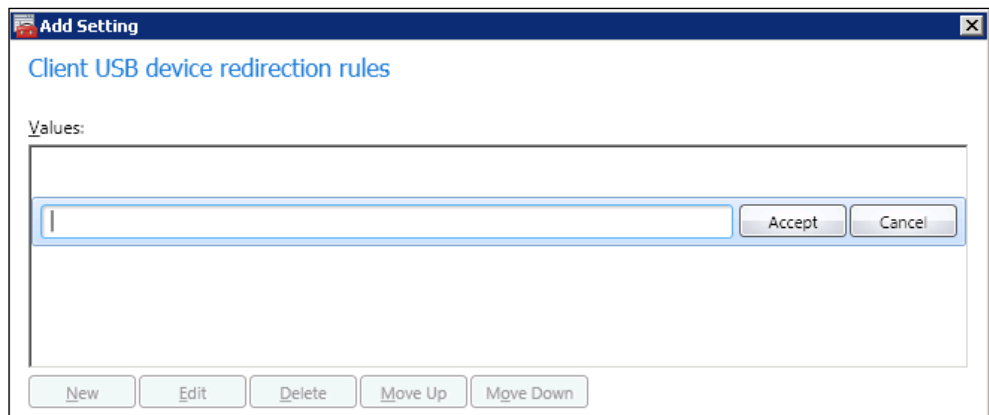 Add Setting
Client USB device redirection rules
Values:
Accept Cancel
New Edit Delete Move Up Move Down